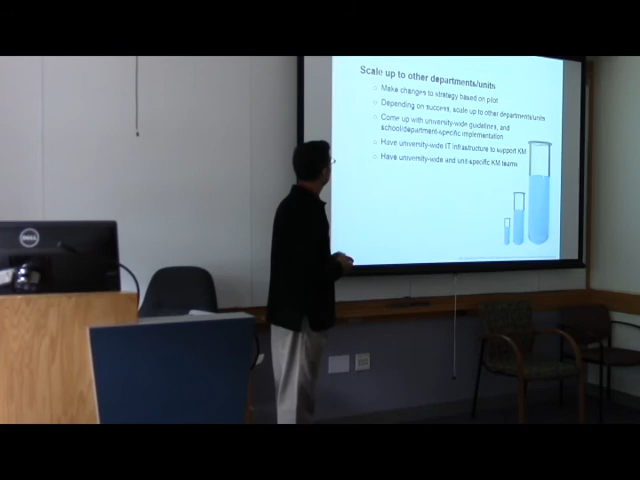 Scale up to other departments/units
Make changes to strategy based on pilot
Depending on success, scale up to other departments/units
Come up with university-wide guidelines, and
school/department-specific implementation
Have university-wide IT infrastructure to support KM
Have university-wide and unit-specific KM teams
DELL